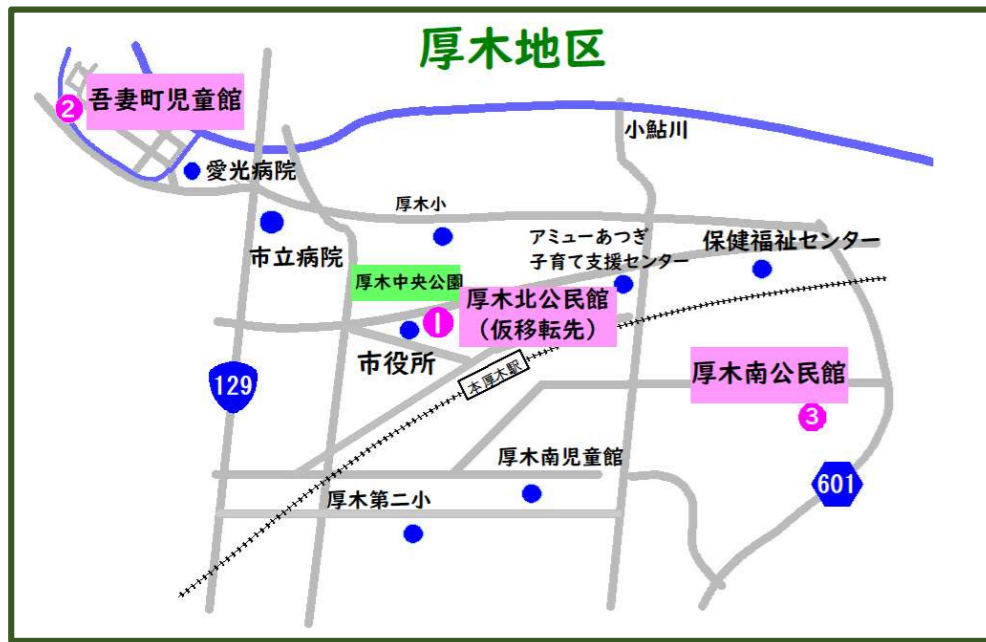 厚木地区
吾妻町児童館
2
小鮎川
愛光病院
厚木小
市立病院
アミューあつぎ
子育て支援センター
保健福祉センター
厚木中央公園
厚木北公民館
(仮移転先)
1
市役所
本厚木駅
129
厚木南公民館
3
厚木南児童館
601
厚木第二小